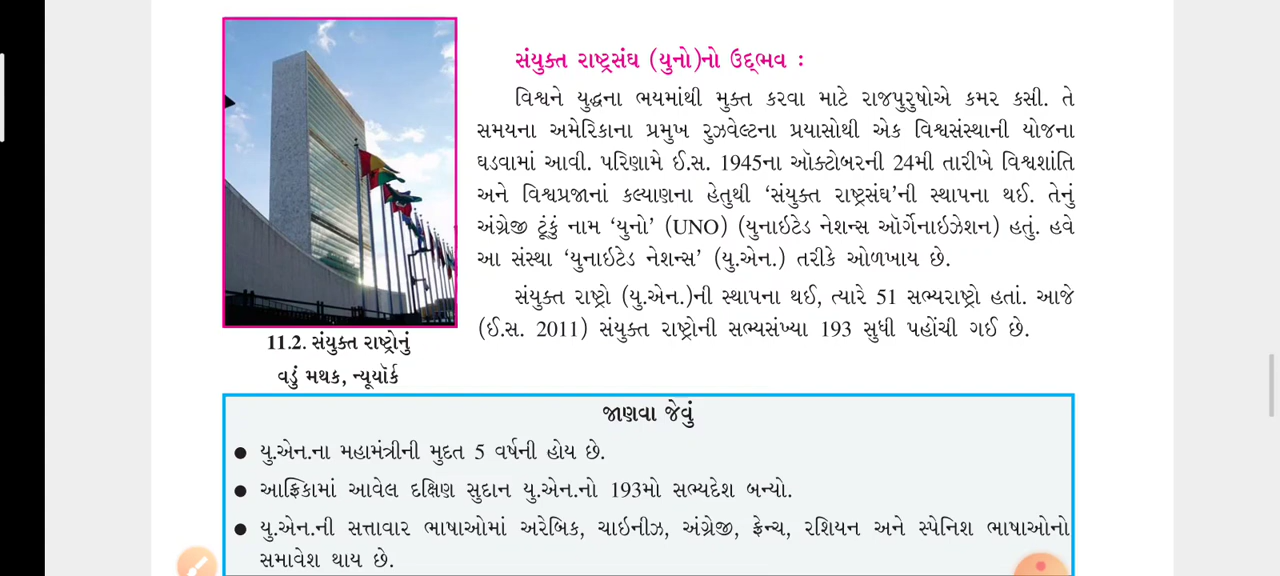 સંયુક્ત રાષ્ટ્રસંઘ (યુનો)નો ઉદ્ભવ :
વિશ્વને યુદ્ધના ભયમાંથી મુક્ત કરવા માટે રાજપુરુષોએ કમર કસી. તે
સમયના અમેરિકાના પ્રમુખ રુઝવેલ્ટના પ્રયાસોથી એક વિશ્વસંસ્થાની યોજના
ઘડવામાં આવી. પરિણામે ઈ.સ. 1945ના ઑક્ટોબરની 24મી તારીખે વિશ્વશાંતિ
અને વિશ્વપ્રજાનાં કલ્યાણના હેતુથી ‘સંયુક્ત રાષ્ટ્રસંઘ’ની સ્થાપના થઈ. તેનું
અંગ્રેજી ટૂંકું નામ ‘યુનો’ (UNO) (યુનાઇટેડ નેશન્સ ઑર્ગેનાઇઝેશન) હતું. હવે
આ સંસ્થા ‘યુનાઇટેડ નેશન્સ’ (યુ.એન.) તરીકે ઓળખાય છે.
સંયુક્ત રાષ્ટ્રો (યુ.એન.)ની સ્થાપના થઈ, ત્યારે 51 સભ્યરાષ્ટ્રો હતાં. આજે
(ઈ.સ. 2011) સંયુક્ત રાષ્ટ્રોની સભ્યસંખ્યા 193 સુધી પહોંચી ગઈ છે.
11.2. સંયુક્ત રાષ્ટ્રોનું
વડું મથક, ન્યૂયૉર્ક
જાણવા જેવું
● યુ.એન.ના મહામંત્રીની મુદત 5 વર્ષની હોય છે.
● આફ્રિકામાં આવેલ દક્ષિણ સુદાન યુ.એન.નો 193મો સભ્યદેશ બન્યો.
● યુ.એન.ની સત્તાવાર ભાષાઓમાં અરેબિક, ચાઇનીઝ, અંગ્રેજી, ફ્રેન્ચ, રશિયન અને સ્પેનિશ ભાષાઓનો
સમાવેશ થાય છે.